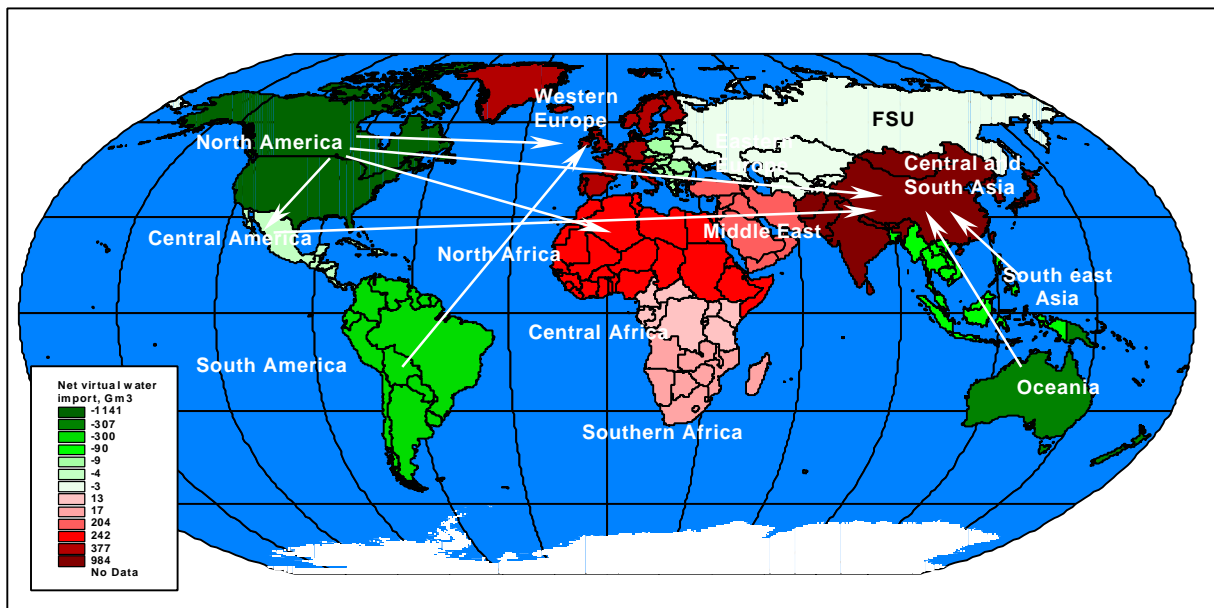 Western
Europe
FSU
North America
Eastern
Europe
Central and
South Asia
Central America
Middle East
North Africa
South east
Asia
Central Africa
South America
Oceania
Southern Africa
Net virtual water
import, Gm3
-1141
-307
-300
-90
-9
-4
-3
13
17
204
242
377
984
No Data